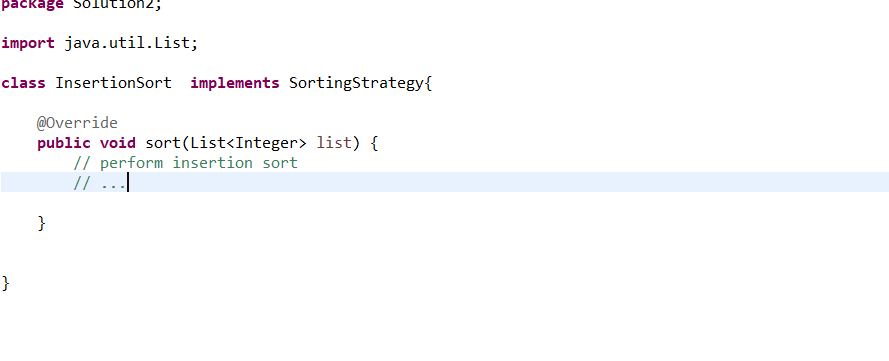 package Solution2;
import java.util.List;
class InsertionSort  implements SortingStrategy{
@Override
public void sort(List<Integer> list) {
// perform insertion sort
// ...
}
}